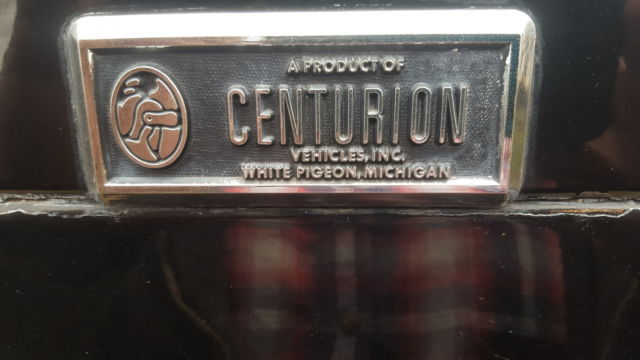 A PRODUCT OF
CENTURION
VEHICLES, INC.
WHITE PIGEON, MICHIGAN